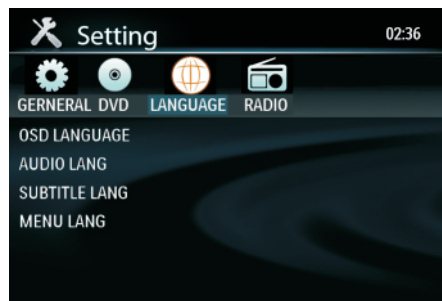 Setting 02:36
GERNERAL DVD LANGUAGE RADIO
OSD LANGUAGE
AUDIO LANG
SUBTITLE LANG
MENU LANG